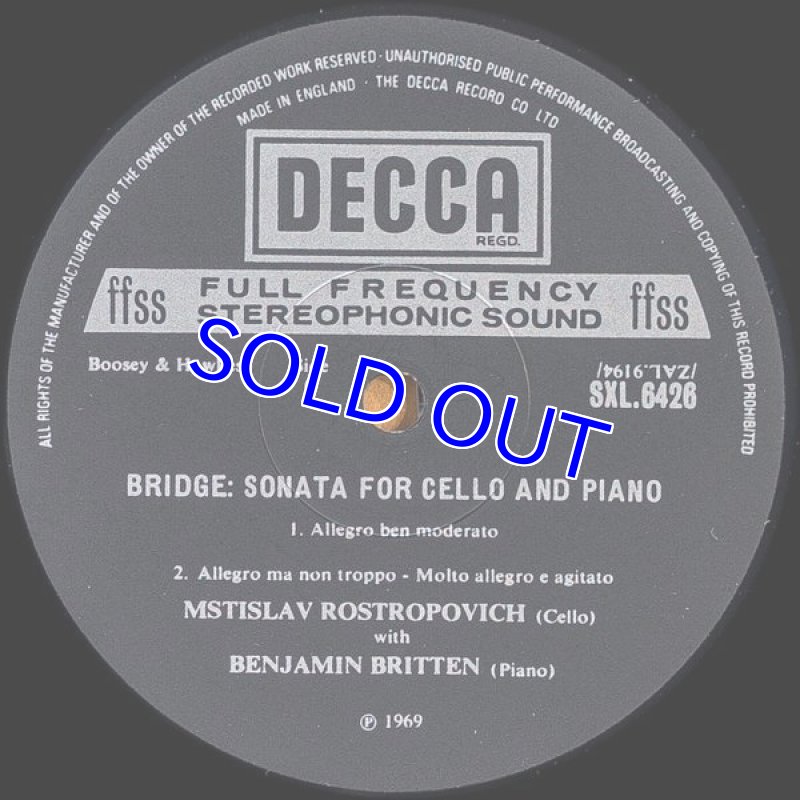 ALL RIGHTS OF THE MANUFACTURER AND OF THE OWNER OF THE RECORDED WORK RESERVED · UNAUTHORISED PUBLIC PERFORMANCE BROADCASTING AND COPYING OF THIS RECORD PROHIBITED
MADE IN ENGLAND · THE DECCA RECORD CO LTD
DECCA
REGD.
ffss FULL FREQUENCY STEREOPHONIC SOUND ffss
Boosey &
/ZAL.9194/
SXL.6426
SOLD OUT
BRIDGE: SONATA FOR CELLO AND PIANO
1. Allegro ben moderato
2. Allegro ma non troppo - Molto allegro e agitato
MSTISLAV ROSTROPOVICH (Cello)
with
BENJAMIN BRITTEN (Piano)
℗ 1969